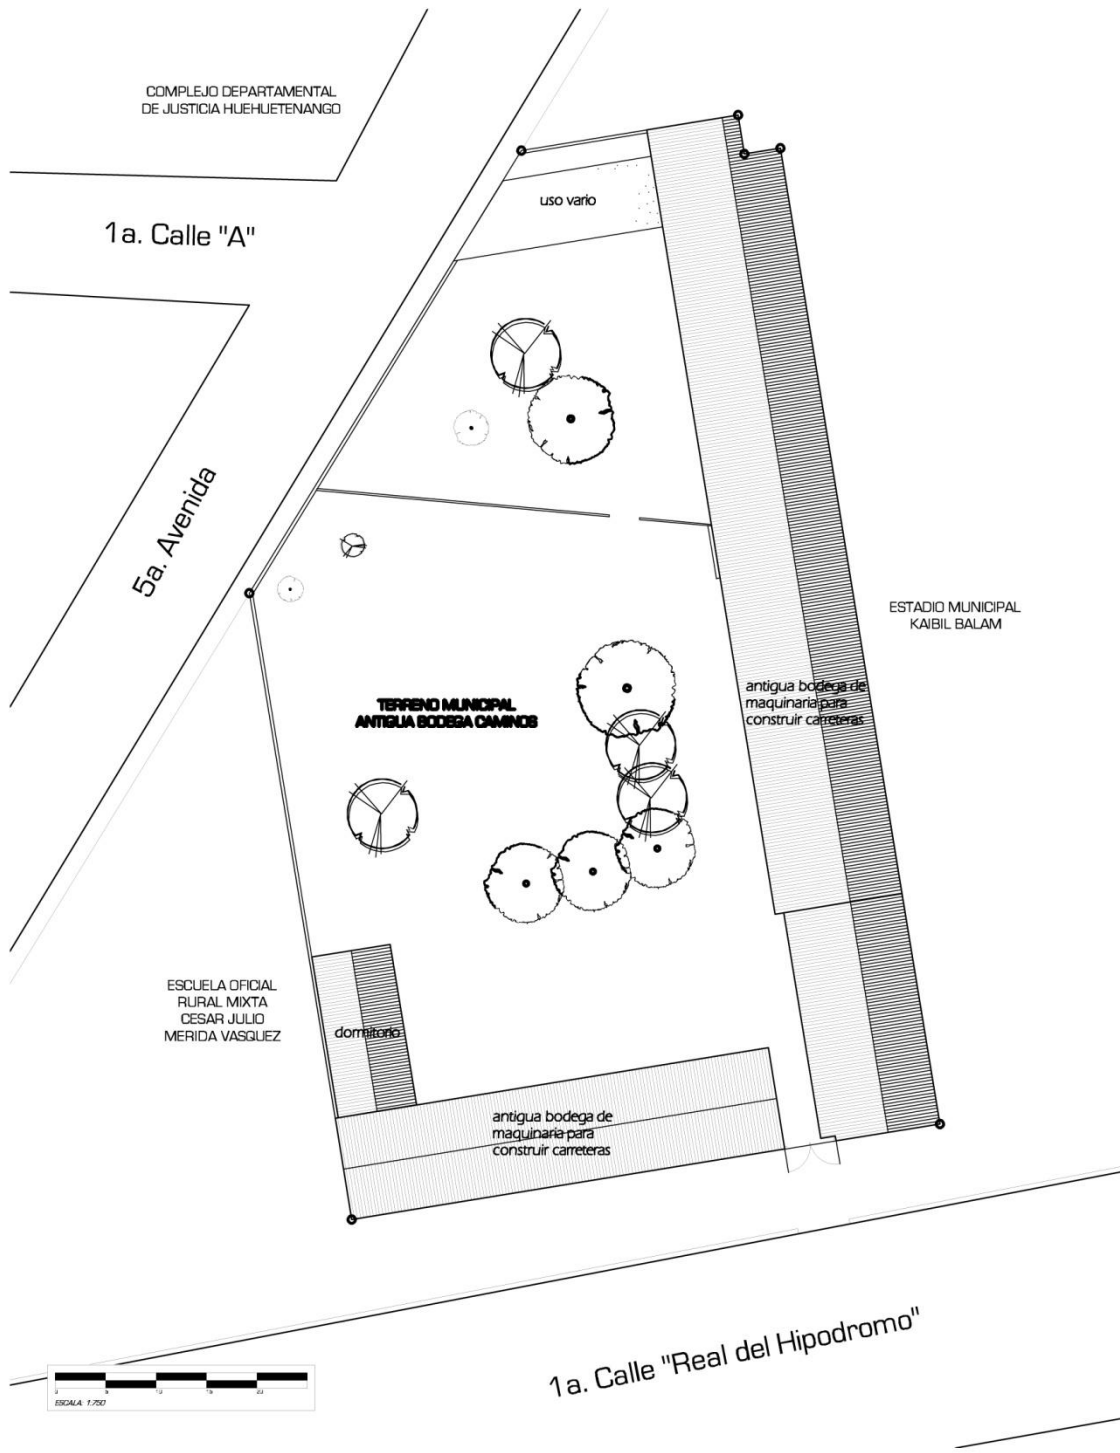 COMPLEJO DEPARTAMENTAL
DE JUSTICIA HUEHUETENANGO
1a. Calle "A"
uso vario
5a. Avenida
ESTADIO MUNICIPAL
KAIBIL BALAM
antigua bodega de
maquinaria para
construir carreteras
TERRENO MUNICIPAL
ANTIGUA BODEGA CAMINOS
ESCUELA OFICIAL
RURAL MIXTA
CESAR JULIO
MERIDA VASQUEZ
dormitorio
antigua bodega de
maquinaria para
construir carreteras
1a. Calle "Real del Hipodromo"
ESCALA: 1:750